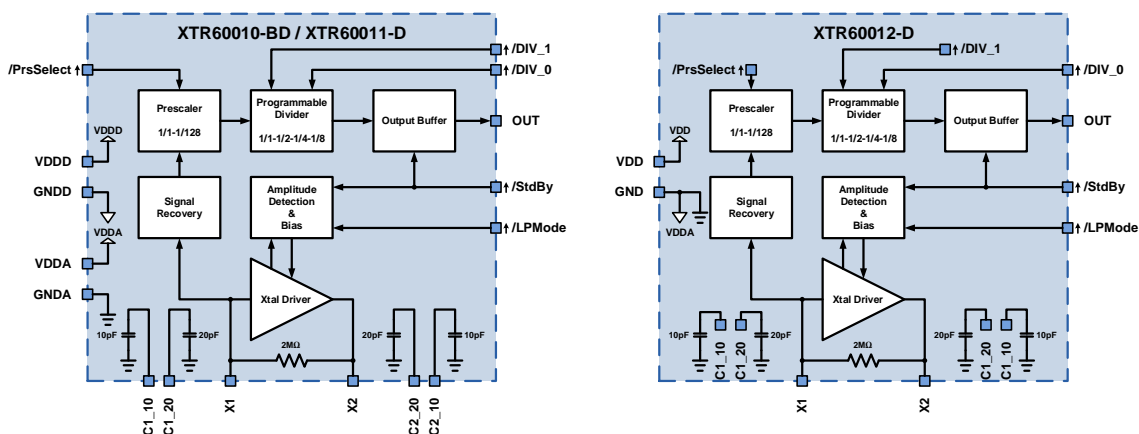 XTR60010-BD / XTR60011-D
/PrsSelect
/DIV_1
/DIV_0
Prescaler
1/1-1/128
Programmable
Divider
1/1-1/2-1/4-1/8
Output Buffer
OUT
VDDD
VDDD
GNDD
VDDA
VDDA
GNDA
Signal
Recovery
Amplitude
Detection
&
Bias
/StdBy
/LPMode
Xtal Driver
10pF
20pF
20pF
10pF
2MΩ
C1_10
C1_20
X1
X2
C2_20
C2_10
XTR60012-D
/PrsSelect
/DIV_1
/DIV_0
Prescaler
1/1-1/128
Programmable
Divider
1/1-1/2-1/4-1/8
Output Buffer
OUT
VDD
VDD
GND
VDDA
Signal
Recovery
Amplitude
Detection
&
Bias
/StdBy
/LPMode
Xtal Driver
10pF
20pF
20pF
10pF
C1_10
C1_20
C1_20
C1_10
2MΩ
X1
X2